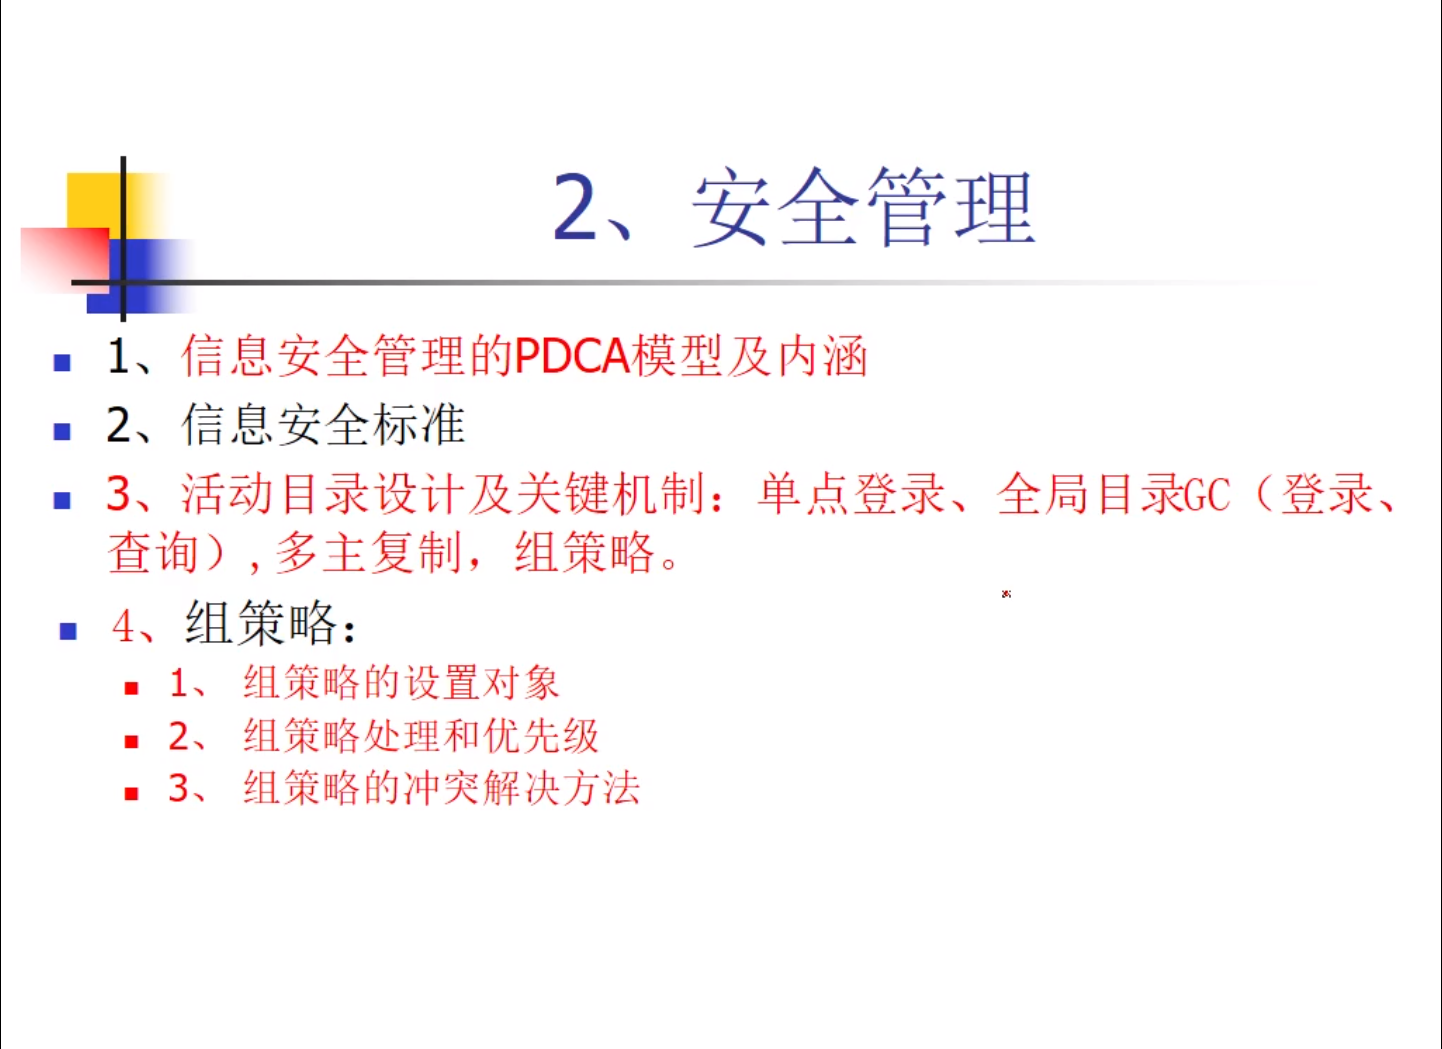 2、安全管理
1、信息安全管理的PDCA模型及内涵
2、信息安全标准
3、活动目录设计及关键机制：单点登录、全局目录GC（登录、
查询）,多主复制，组策略。
4、组策略：
1、 组策略的设置对象
2、 组策略处理和优先级
3、 组策略的冲突解决方法